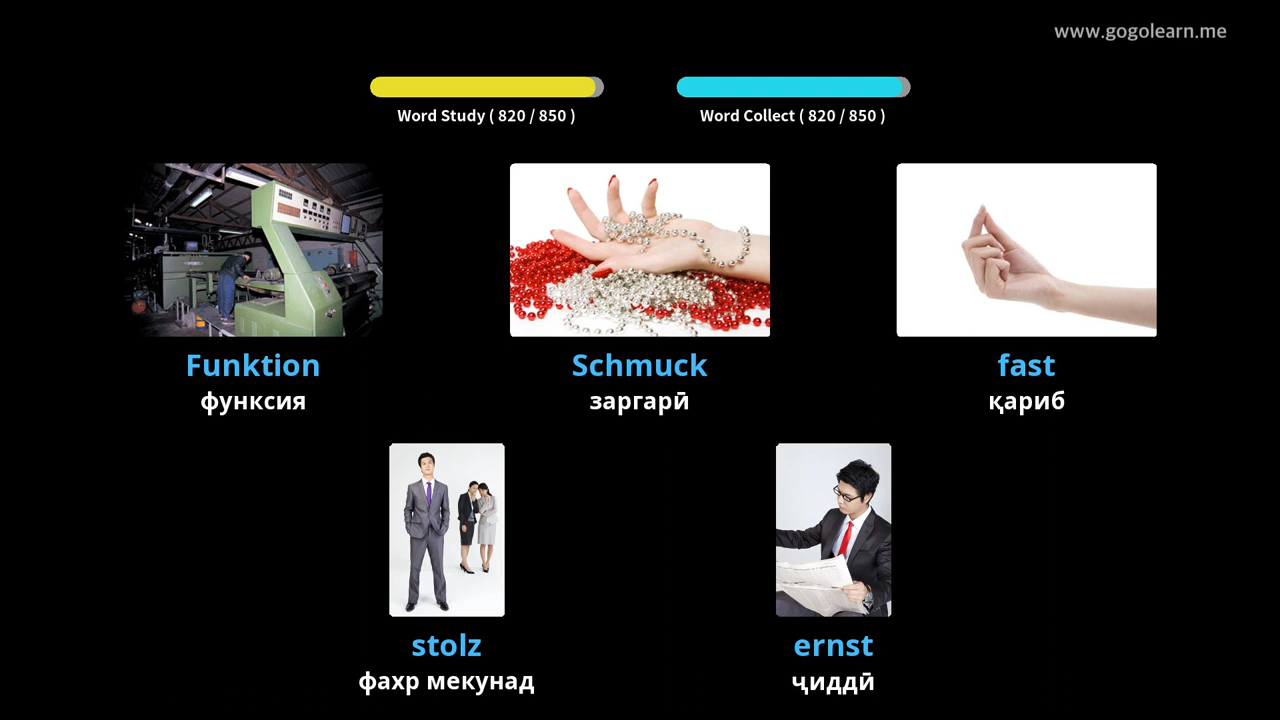 www.gogolearn.me
Word Study ( 820 / 850 )
Word Collect ( 820 / 850 )
Funktion
функсия
Schmuck
заргарӣ
fast
қариб
stolz
фахр мекунад
ernst
ҷиддӣ